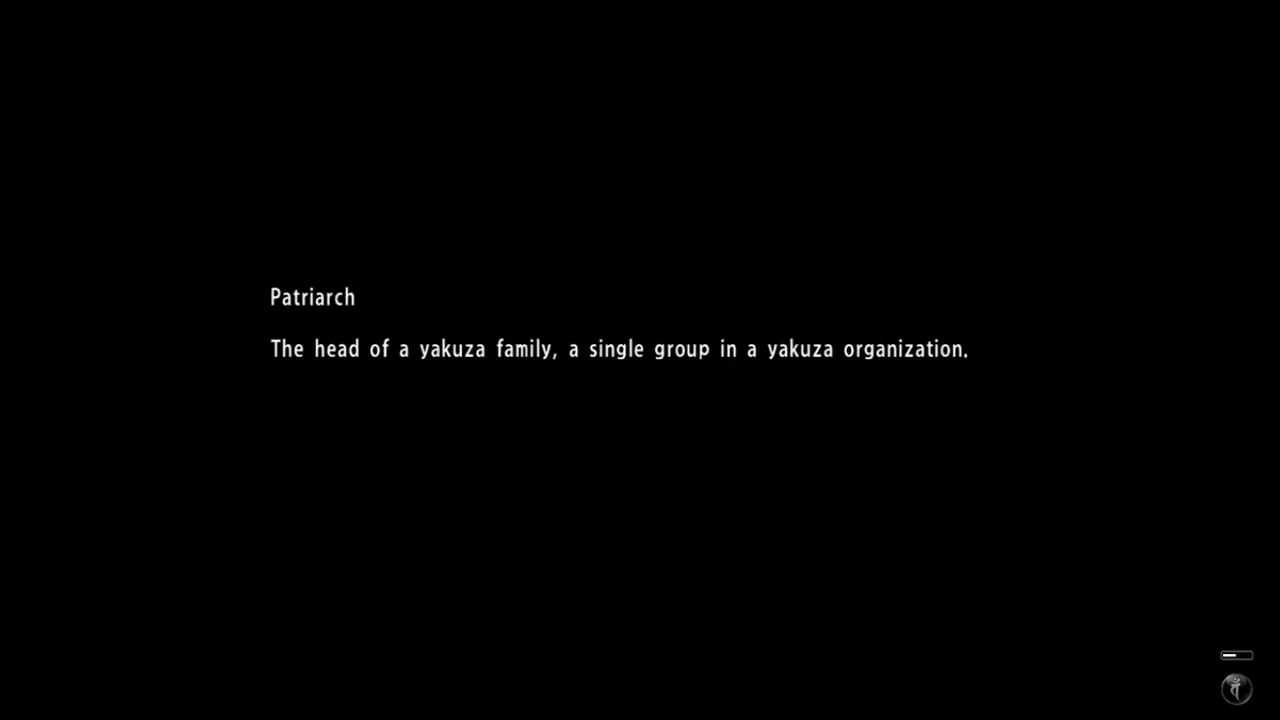 Patriarch
The head of a yakuza family, a single group in a yakuza organization.